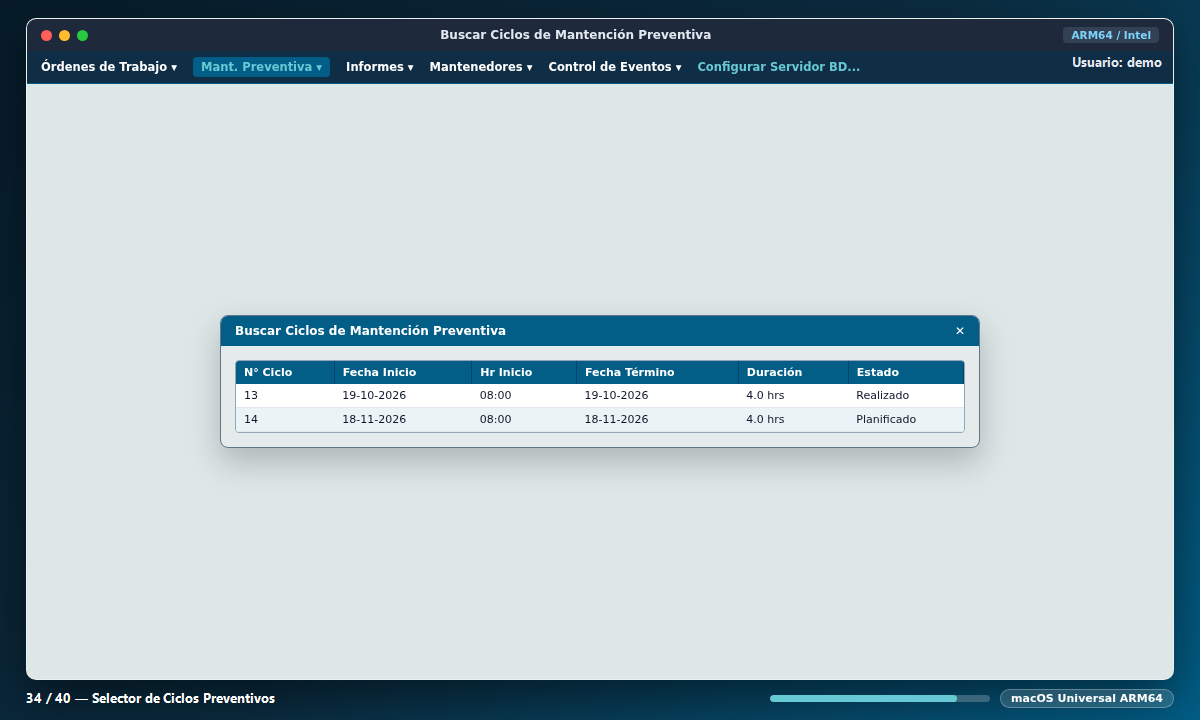 Buscar Ciclos de Mantención Preventiva
ARM64 / Intel
Órdenes de Trabajo ▾ Mant. Preventiva ▾ Informes ▾ Mantenedores ▾ Control de Eventos ▾ Configurar Servidor BD... Usuario: demo
Buscar Ciclos de Mantención Preventiva ✕
N° Ciclo Fecha Inicio Hr Inicio Fecha Término Duración Estado
13 19-10-2026 08:00 19-10-2026 4.0 hrs Realizado
14 18-11-2026 08:00 18-11-2026 4.0 hrs Planificado
34 / 40 — Selector de Ciclos Preventivos
macOS Universal ARM64